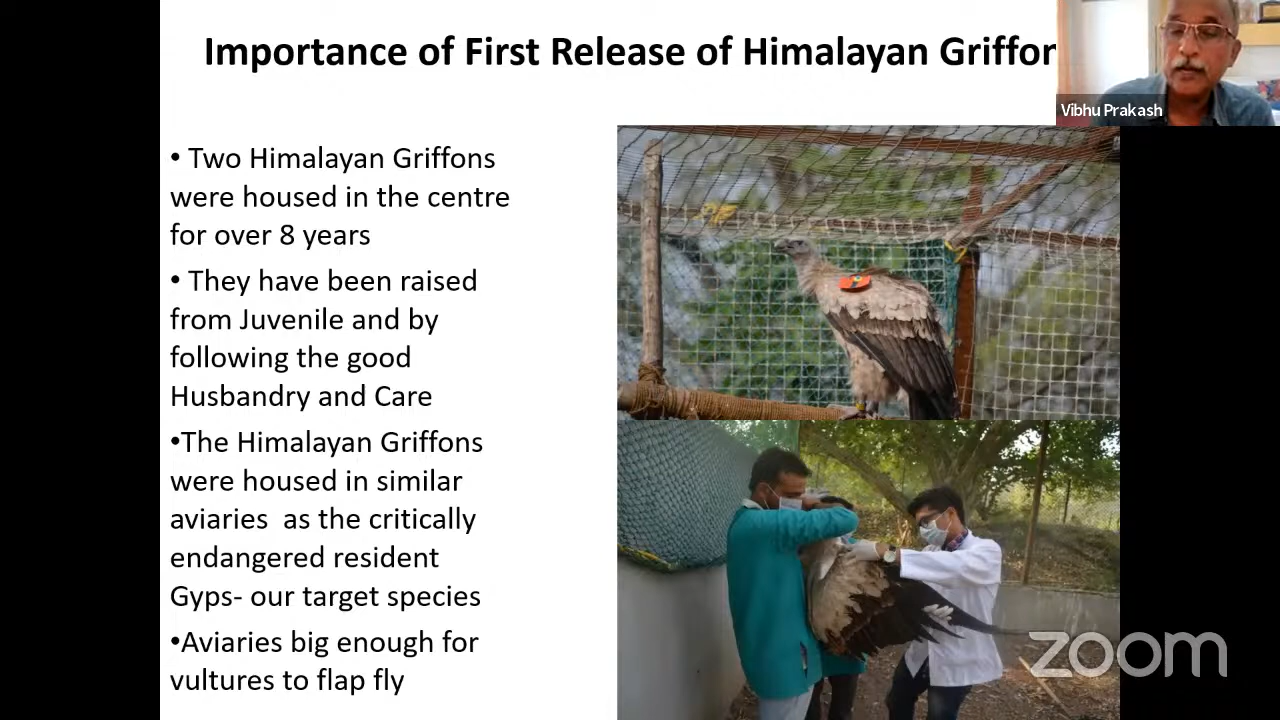 Importance of First Release of Himalayan Griffon
Vibhu Prakash
• Two Himalayan Griffons
were housed in the centre
for over 8 years
• They have been raised
from Juvenile and by
following the good
Husbandry and Care
•The Himalayan Griffons
were housed in similar
aviaries as the critically
endangered resident
Gyps- our target species
•Aviaries big enough for
vultures to flap fly
zoom